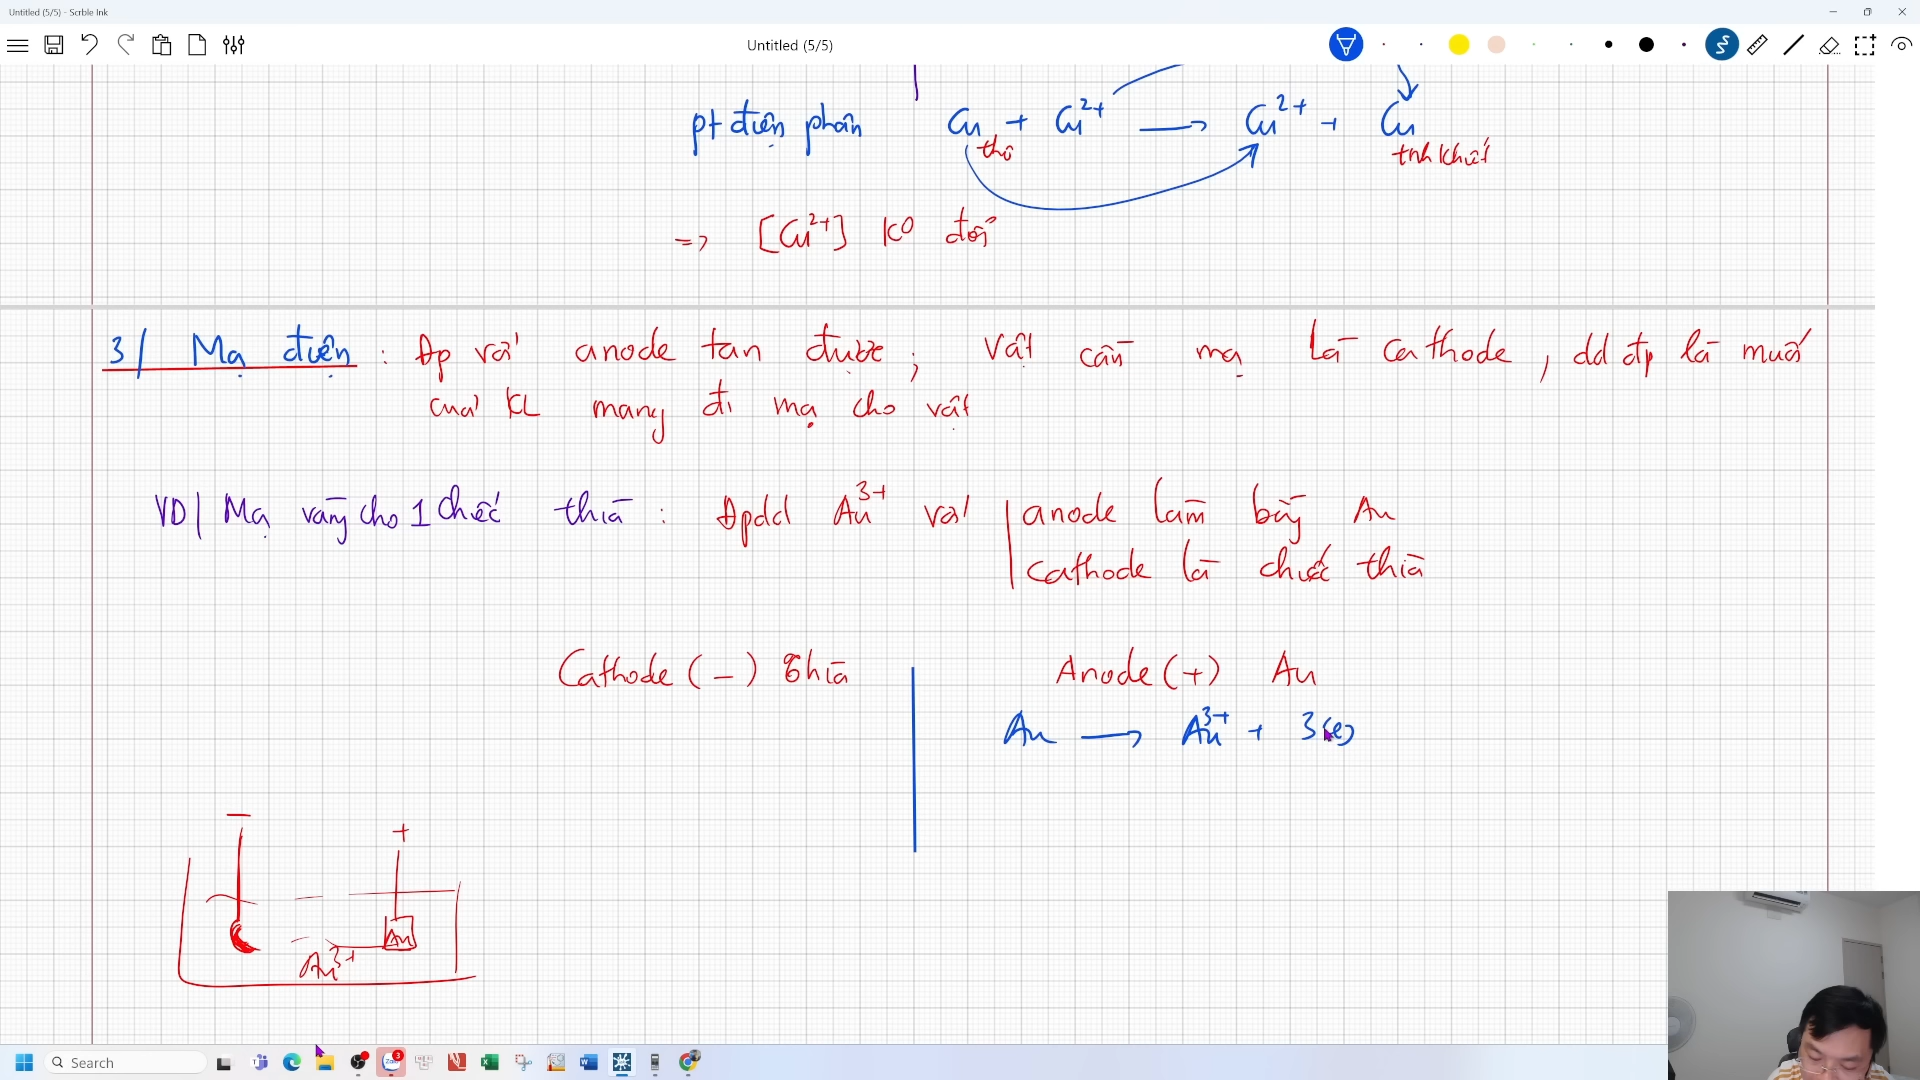 Untitled (5/5) - Scrble Ink
Untitled (5/5)
pt điện phân Cu + Cu²⁺ ⟶ Cu²⁺ + Cu
thô tinh khiết
=> [Cu²⁺] ko đổi
3/ Mạ điện : Đp với anode tan được ; vật cần mạ là cathode, dd đp là muối
của KL mang đi mạ cho vật
VD| Mạ vàng cho 1 chiếc thìa : Đpdd Au³⁺ với | anode làm bằng Au
cathode là chiếc thìa
Cathode (-) thìa Anode (+) Au
Au ⟶ Au³⁺ + 3(e)
− +
Au
Au³⁺
Search
3